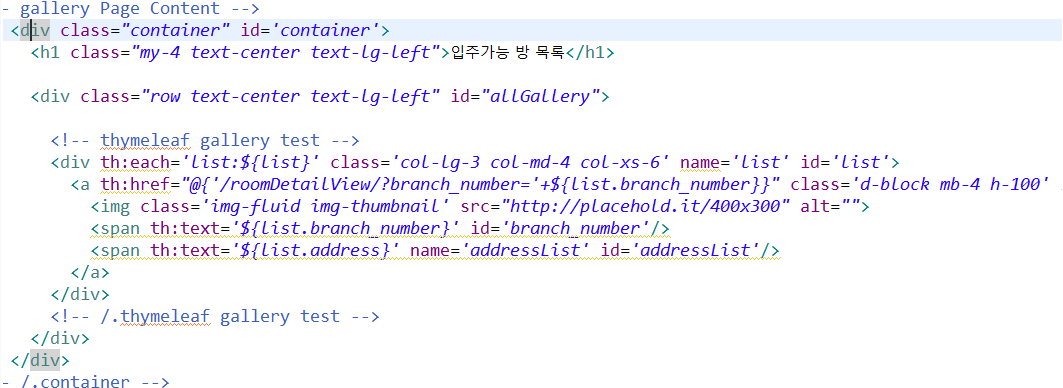 - gallery Page Content -->
<div class="container" id='container'>
<h1 class="my-4 text-center text-lg-left">입주가능 방 목록</h1>
<div class="row text-center text-lg-left" id="allGallery">
<!-- thymeleaf gallery test -->
<div th:each='list:${list}' class='col-lg-3 col-md-4 col-xs-6' name='list' id='list'>
<a th:href="@{'/roomDetailView/?branch_number='+${list.branch_number}}" class='d-block mb-4 h-100'
<img class='img-fluid img-thumbnail' src="http://placehold.it/400x300" alt="">
<span th:text='${list.branch_number}' id='branch_number'/>
<span th:text='${list.address}' name='addressList' id='addressList'/>
</a>
</div>
<!-- /.thymeleaf gallery test -->
</div>
</div>
- /.container -->